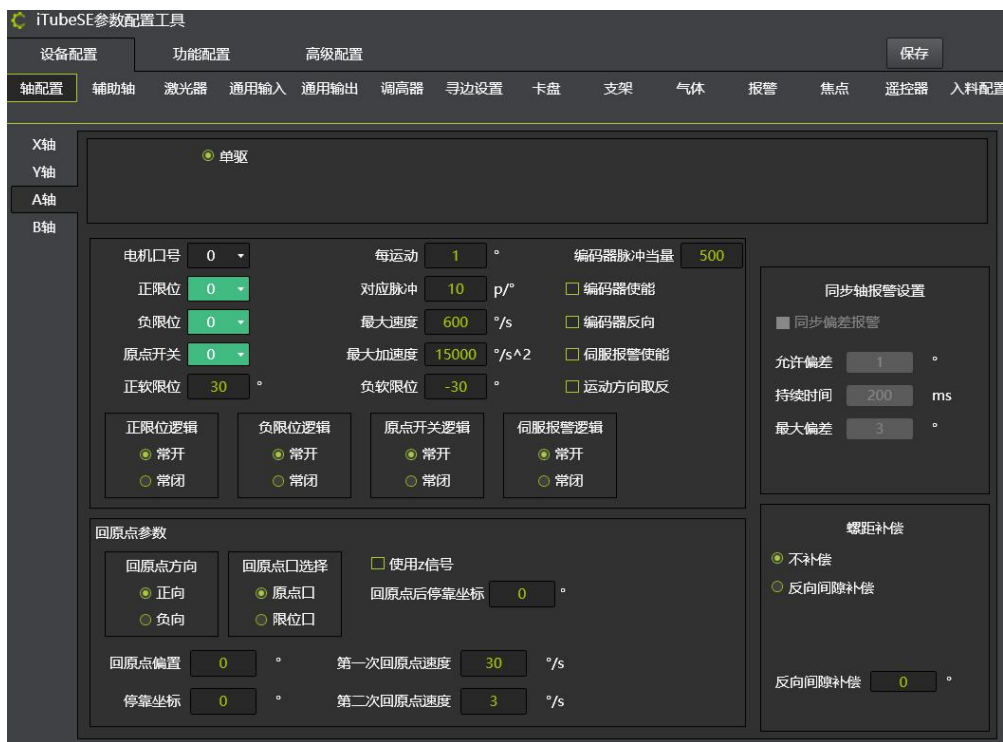 iTubeSE参数配置工具
设备配置 功能配置 高级配置 保存
轴配置 辅助轴 激光器 通用输入 通用输出 调高器 寻边设置 卡盘 支架 气体 报警 焦点 遥控器 入料配置
X轴
Y轴
A轴
B轴
单驱
电机口号 0 每运动 1 ° 编码器脉冲当量 500
正限位 0 对应脉冲 10 p/° 编码器使能
负限位 0 最大速度 600 °/s 编码器反向
原点开关 0 最大加速度 15000 °/s^2 伺服报警使能
正软限位 30 ° 负软限位 -30 ° 运动方向取反
正限位逻辑 负限位逻辑 原点开关逻辑 伺服报警逻辑
常开 常开 常开 常开
常闭 常闭 常闭 常闭
同步轴报警设置
同步偏差报警
允许偏差 1 °
持续时间 200 ms
最大偏差 3 °
回原点参数
回原点方向 回原点口选择 使用z信号
正向 原点口 回原点后停靠坐标 0 °
负向 限位口
回原点偏置 0 ° 第一次回原点速度 30 °/s
停靠坐标 0 ° 第二次回原点速度 3 °/s
螺距补偿
不补偿
反向间隙补偿
反向间隙补偿 0 °